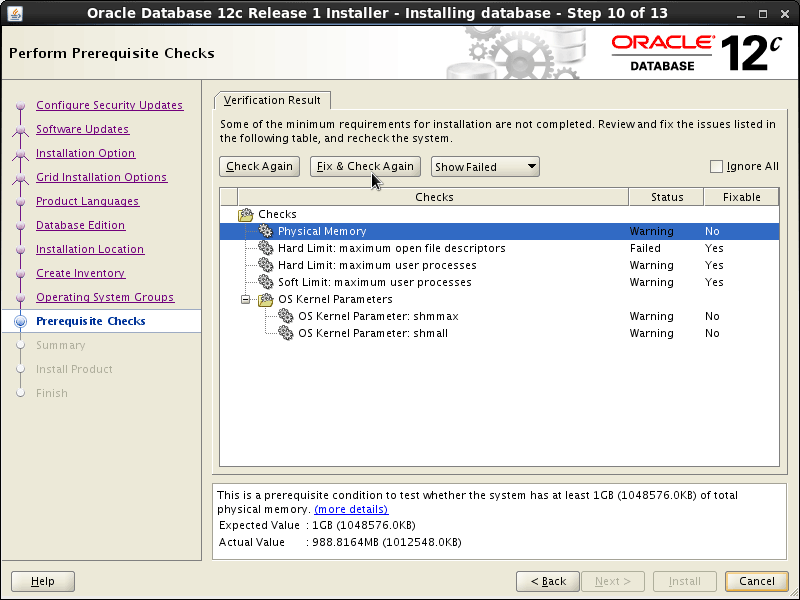 Oracle Database 12c Release 1 Installer - Installing database - Step 10 of 13
Perform Prerequisite Checks
ORACLE
DATABASE
12c
Configure Security Updates
Software Updates
Installation Option
Grid Installation Options
Product Languages
Database Edition
Installation Location
Create Inventory
Operating System Groups
Prerequisite Checks
Summary
Install Product
Finish
Verification Result
Some of the minimum requirements for installation are not completed. Review and fix the issues listed in
the following table, and recheck the system.
Check Again Fix & Check Again Show Failed Ignore All
Checks Status Fixable
Checks
Physical Memory Warning No
Hard Limit: maximum open file descriptors Failed Yes
Hard Limit: maximum user processes Warning Yes
Soft Limit: maximum user processes Warning Yes
OS Kernel Parameters
OS Kernel Parameter: shmmax Warning No
OS Kernel Parameter: shmall Warning No
This is a prerequisite condition to test whether the system has at least 1GB (1048576.0KB) of total
physical memory. (more details)
Expected Value : 1GB (1048576.0KB)
Actual Value : 988.8164MB (1012548.0KB)
Help < Back Next > Install Cancel